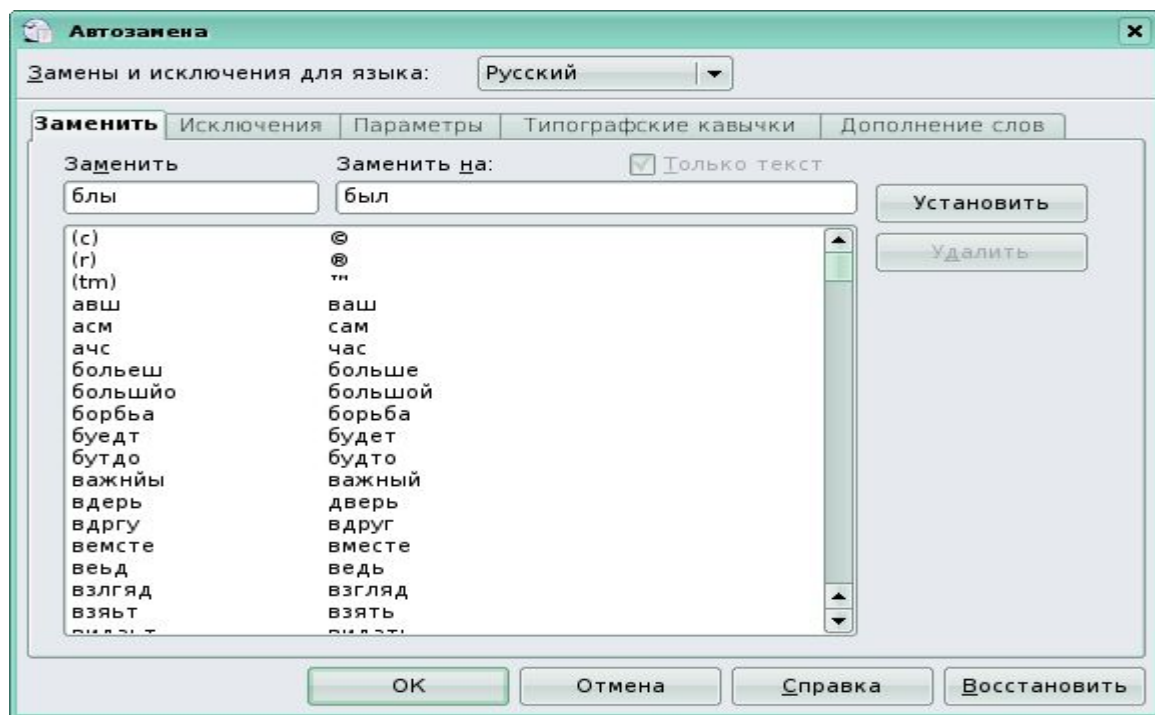 Автозамена
Замены и исключения для языка: Русский
Заменить Исключения Параметры Типографские кавычки Дополнение слов
Заменить Заменить на: Только текст
блы был Установить
(c) ©
Удалить
(r) ®
(tm) ™
авш ваш
асм сам
ачс час
больеш больше
большйо большой
борбьа борьба
буедт будет
бутдо будто
важнйы важный
вдерь дверь
вдргу вдруг
вемсте вместе
веьд ведь
взлгяд взгляд
взяьт взять
видаьт видать
ОК Отмена Справка Восстановить